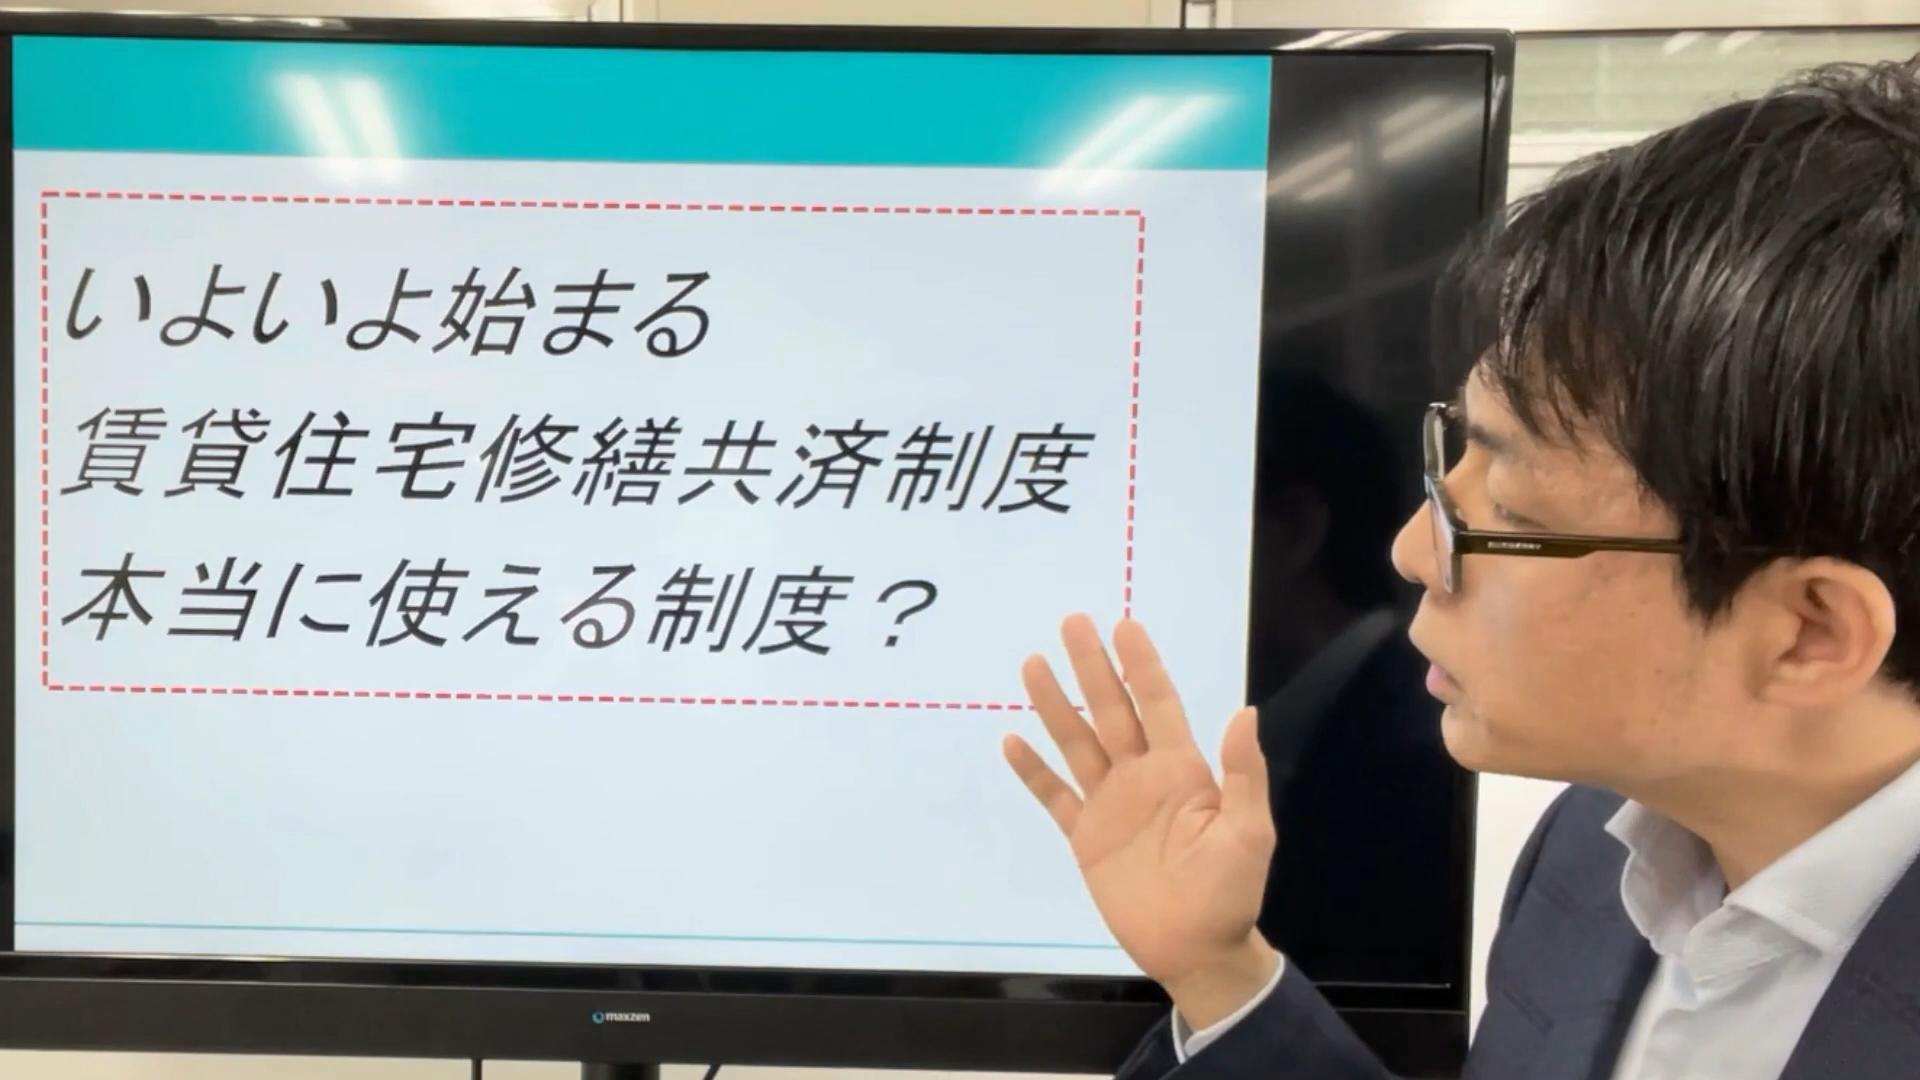 いよいよ始まる
賃貸住宅修繕共済制度
本当に使える制度？
maxzen